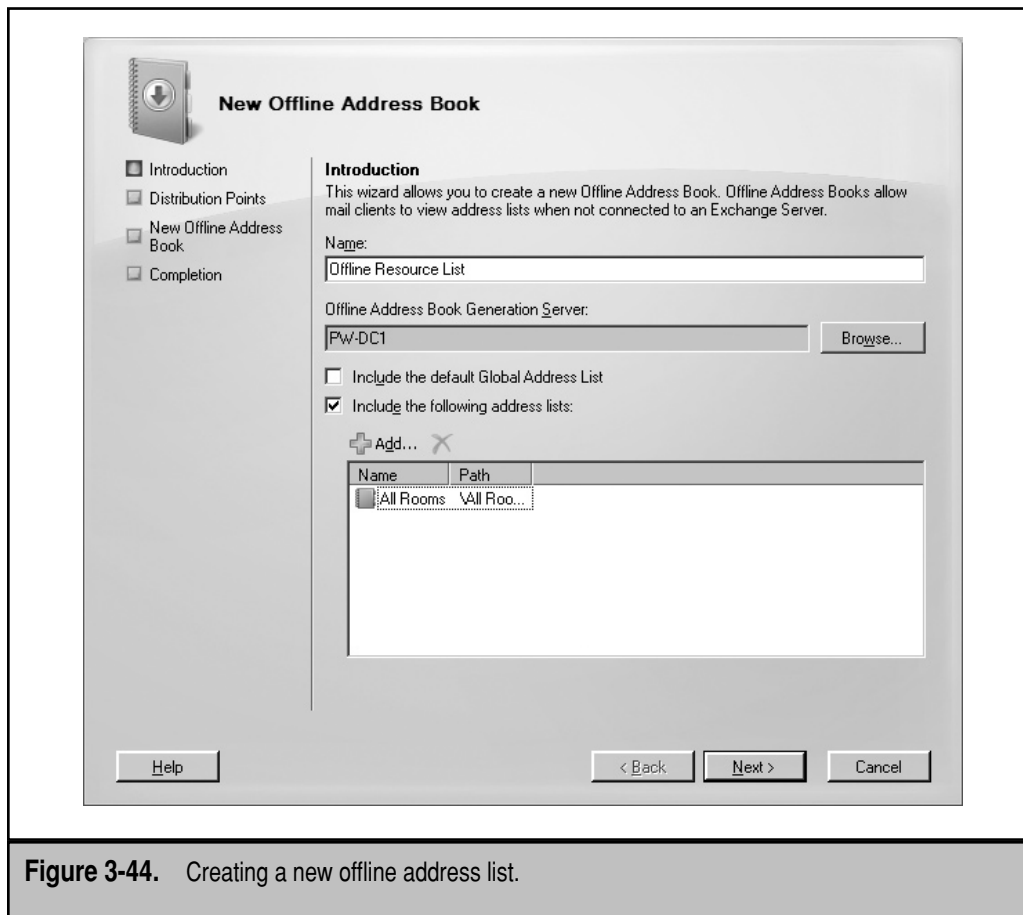 New Offline Address Book
Introduction
Distribution Points
New Offline Address
Book
Completion
Introduction
This wizard allows you to create a new Offline Address Book. Offline Address Books allow
mail clients to view address lists when not connected to an Exchange Server.
Name:
Offline Resource List
Offline Address Book Generation Server:
PW-DC1
Browse...
Include the default Global Address List
Include the following address lists:
Add...
Name Path
All Rooms \All Roo...
Help
< Back
Next >
Cancel
Figure 3-44. Creating a new offline address list.